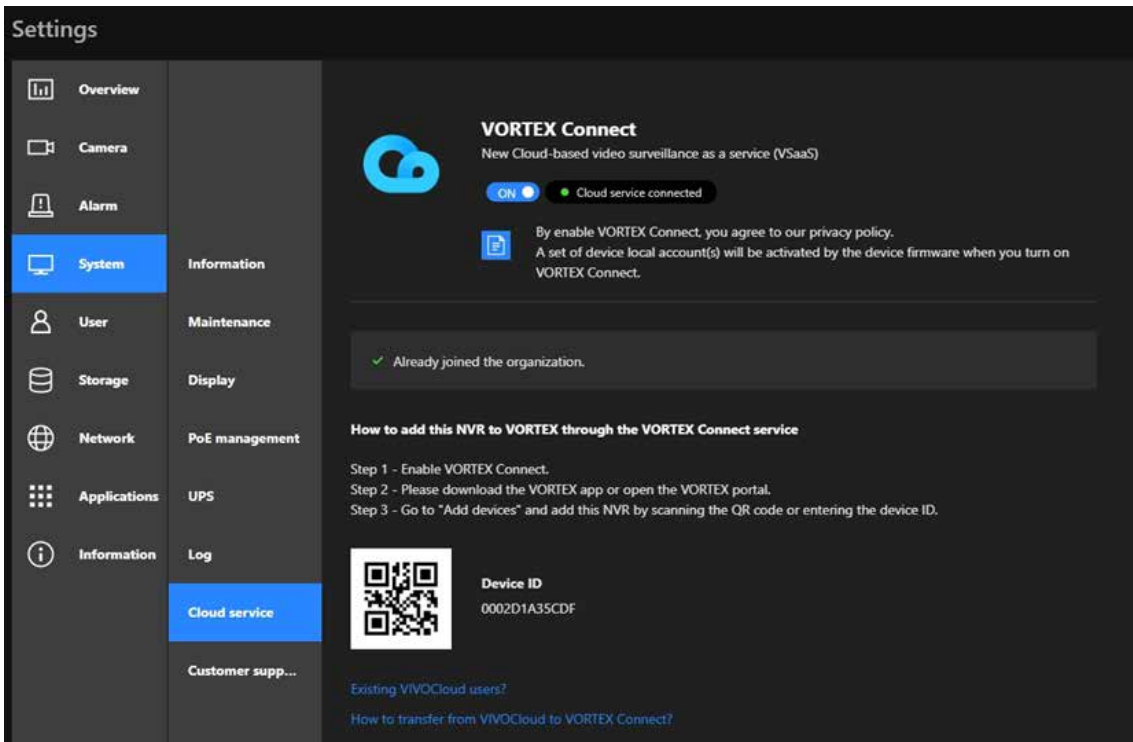 Settings
Overview
Camera
Alarm
System
User
Storage
Network
Applications
Information
Information
Maintenance
Display
PoE management
UPS
Log
Cloud service
Customer supp...
VORTEX Connect
New Cloud-based video surveillance as a service (VSaaS)
ON
Cloud service connected
By enable VORTEX Connect, you agree to our privacy policy.
A set of device local account(s) will be activated by the device firmware when you turn on
VORTEX Connect.
Already joined the organization.
How to add this NVR to VORTEX through the VORTEX Connect service
Step 1 - Enable VORTEX Connect.
Step 2 - Please download the VORTEX app or open the VORTEX portal.
Step 3 - Go to "Add devices" and add this NVR by scanning the QR code or entering the device ID.
Device ID
0002D1A35CDF
Existing VIVOCloud users?
How to transfer from VIVOCloud to VORTEX Connect?